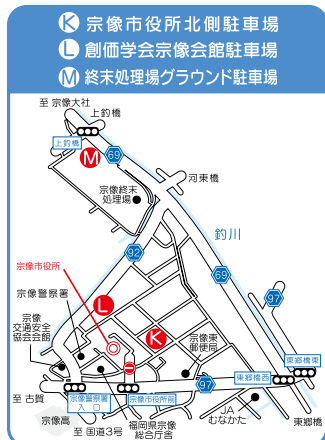 K 宗像市役所北側駐車場
L 創価学会宗像会館駐車場
M 終末処理場グラウンド駐車場
至 宗像大社
上釣橋
上釣橋
M
69
河東橋
宗像終末
処理場
釣川
92
宗像市役所
69
宗像警察署
L
97
宗像
交通安全
協会会館
K
宗像東
郵便局
東郷橋東
宗像警察署
入口
宗像市役所前
97
東郷橋西
至 古賀
宗像高
至 国道3号
福岡県宗像
総合庁舎
JA
むなかた
東郷橋